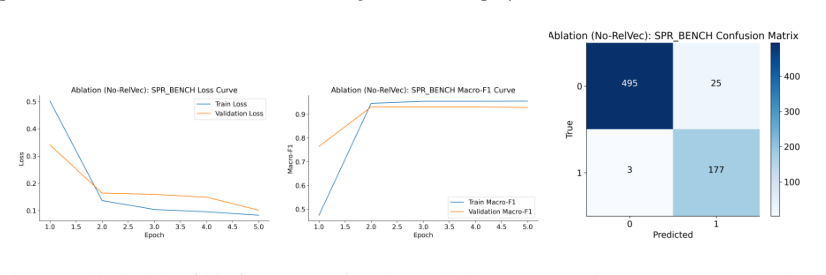 Ablation (No-RelVec): SPR_BENCH Loss Curve
Loss
0.5
0.4
0.3
0.2
0.1
Train Loss
Validation Loss
1.0 1.5 2.0 2.5 3.0 3.5 4.0 4.5 5.0
Epoch
Ablation (No-RelVec): SPR_BENCH Macro-F1 Curve
Macro-F1
0.9
0.8
0.7
0.6
0.5
Train Macro-F1
Validation Macro-F1
1.0 1.5 2.0 2.5 3.0 3.5 4.0 4.5 5.0
Epoch
Ablation (No-RelVec): SPR_BENCH Confusion Matrix
True
0
1
495 25
3 177
0 1
Predicted
400
300
200
100